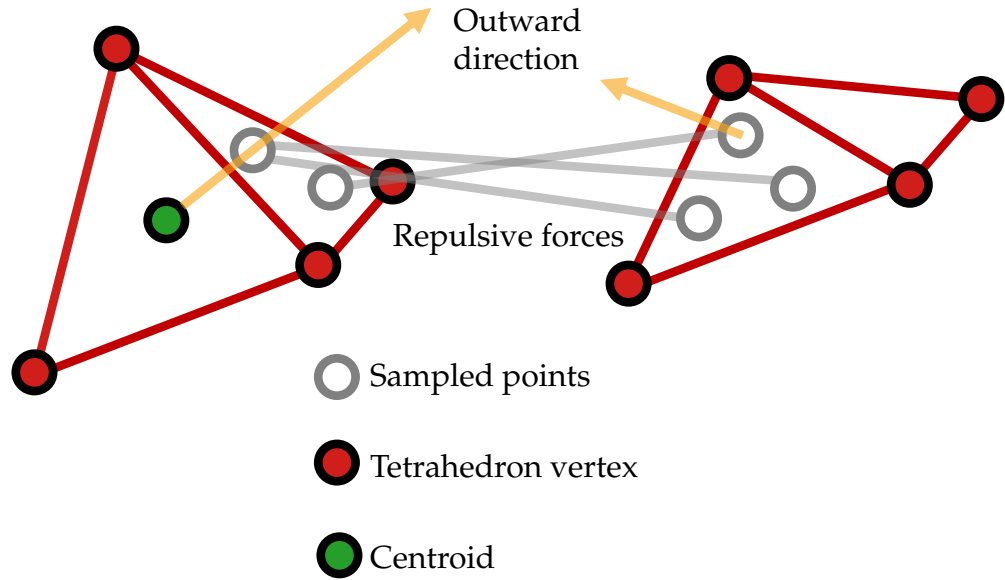 Outward
direction
Repulsive forces
Sampled points
Tetrahedron vertex
Centroid